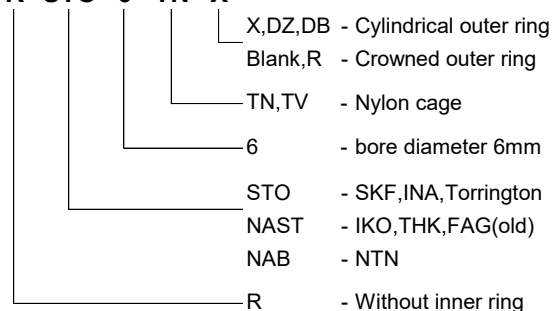 X,DZ,DB - Cylindrical outer ring
Blank,R - Crowned outer ring
TN,TV - Nylon cage
6 - bore diameter 6mm
STO - SKF,INA,Torrington
NAST - IKO,THK,FAG(old)
NAB - NTN
R - Without inner ring